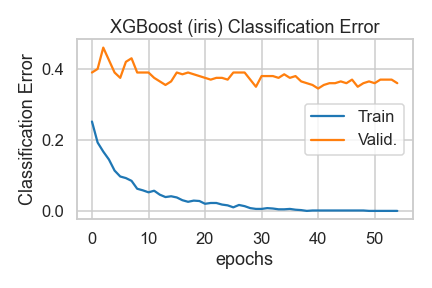 XGBoost (iris) Classification Error
Classification Error
0.4
0.2
0.0
Train
Valid.
0 10 20 30 40 50
epochs